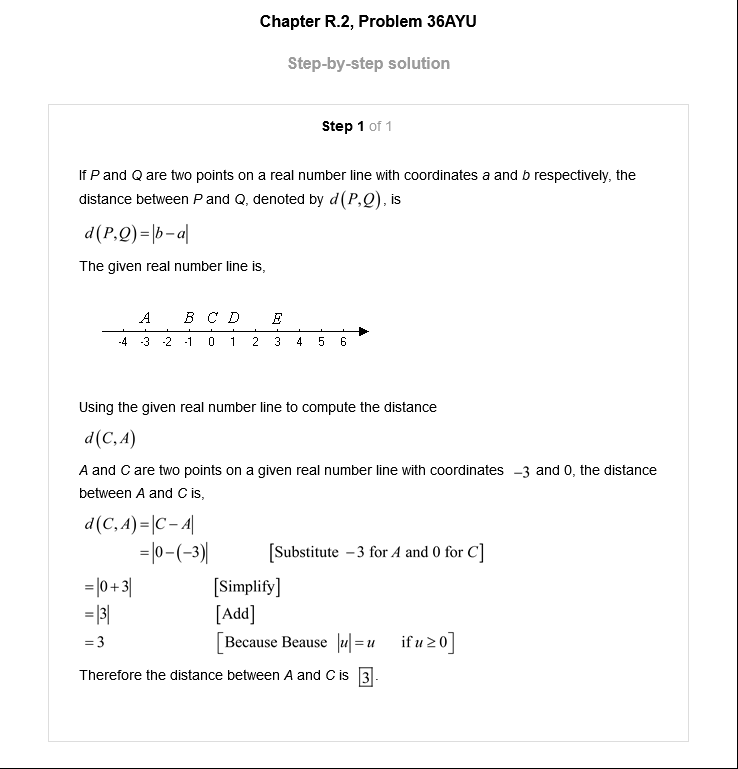 Chapter R.2, Problem 36AYU
Step-by-step solution
Step 1 of 1
If P and Q are two points on a real number line with coordinates a and b respectively, the
distance between P and Q, denoted by d(P,Q), is
d(P,Q)=|b−a|
The given real number line is,
A B C D E
-4 -3 -2 -1 0 1 2 3 4 5 6
Using the given real number line to compute the distance
d(C,A)
A and C are two points on a given real number line with coordinates −3 and 0, the distance
between A and C is,
d(C,A)=|C−A|
=|0−(−3)| [Substitute −3 for A and 0 for C]
=|0+3| [Simplify]
=|3| [Add]
=3 [Because Beause |u|=u if u≥0]
Therefore the distance between A and C is 3.